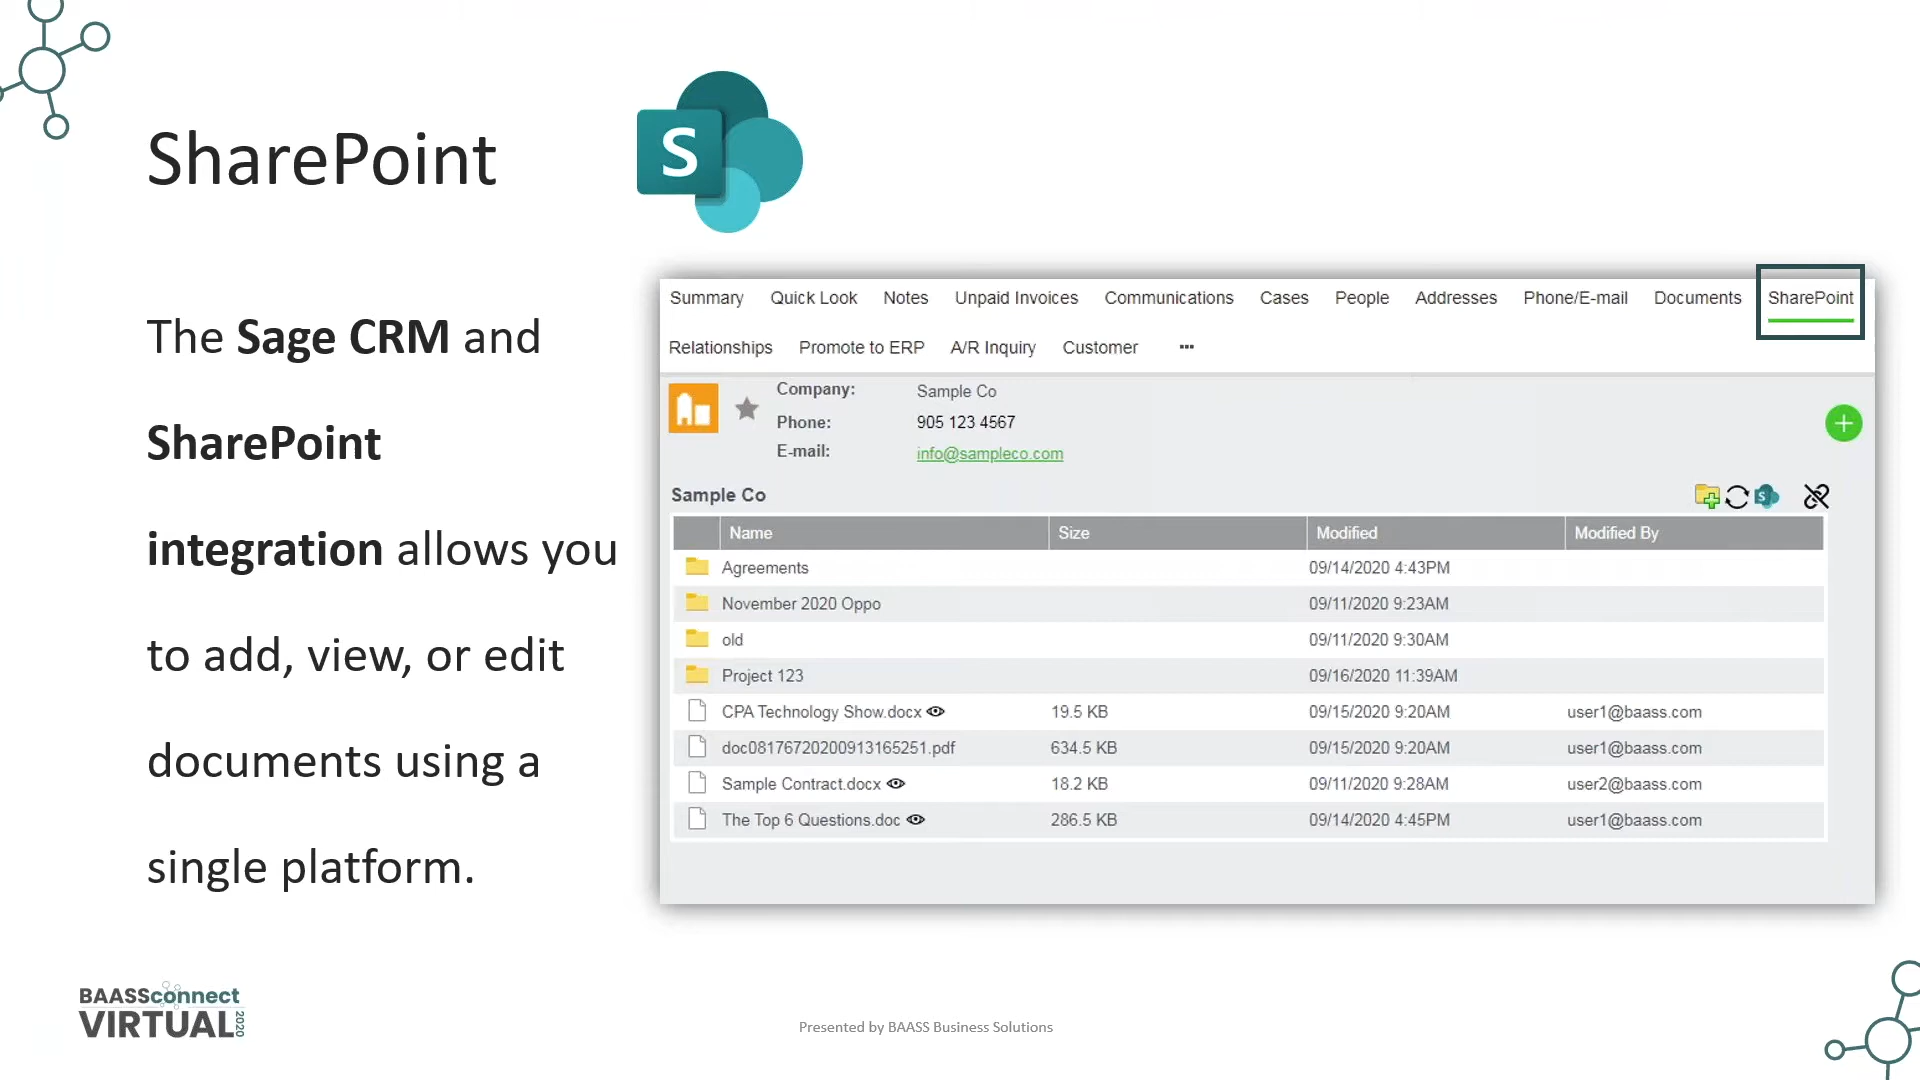 SharePoint
S
The Sage CRM and
SharePoint
integration allows you
to add, view, or edit
documents using a
single platform.
Summary Quick Look Notes Unpaid Invoices Communications Cases People Addresses Phone/E-mail Documents SharePoint
Relationships Promote to ERP A/R Inquiry Customer ...
Company: Sample Co
Phone: 905 123 4567
E-mail: info@sampleco.com
Sample Co
S
Name Size Modified Modified By
Agreements 09/14/2020 4:43PM
November 2020 Oppo 09/11/2020 9:23AM
old 09/11/2020 9:30AM
Project 123 09/16/2020 11:39AM
CPA Technology Show.docx 19.5 KB 09/15/2020 9:20AM user1@baass.com
doc08176720200913165251.pdf 634.5 KB 09/15/2020 9:20AM user1@baass.com
Sample Contract.docx 18.2 KB 09/11/2020 9:28AM user2@baass.com
The Top 6 Questions.doc 286.5 KB 09/14/2020 4:45PM user1@baass.com
BAASSconnect
VIRTUAL 2020
Presented by BAASS Business Solutions